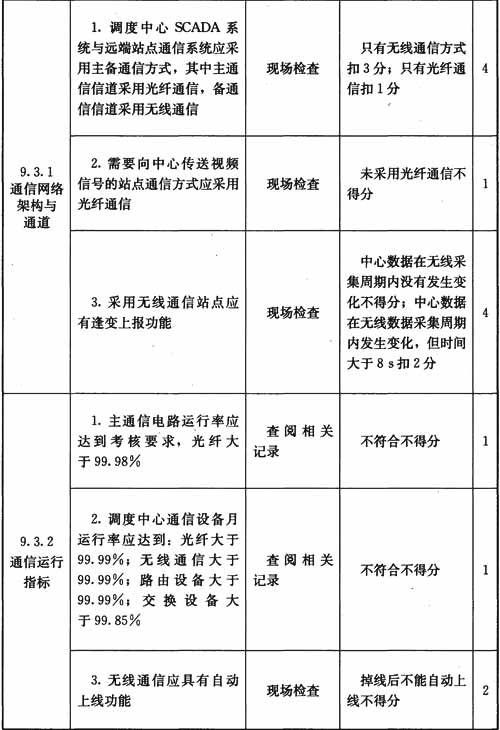 1. 调度中心 SCADA 系
统与远端站点通信系统应采
用主备通信方式，其中主通
信信道采用光纤通信，备通
信信道采用无线通信
现场检查
只有无线通信方式
扣 3 分；只有光纤通
信扣 1 分
4
9.3.1
通信网络
架构与
通道
2. 需要向中心传送视频
信号的站点通信方式应采用
光纤通信
现场检查
未采用光纤通信不
得分
1
3. 采用无线通信站点应
有逢变上报功能
现场检查
中心数据在无线采
集周期内没有发生变
化不得分；中心数据
在无线数据采集周期
内发生变化，但时间
大于 8 s 扣 2 分
4
9.3.2
通信运行
指标
1. 主通信电路运行率应
达到考核要求，光纤大
于 99.98%
查阅相关
记录
不符合不得分
1
2. 调度中心通信设备月
运行率应达到：光纤大于
99.99%；无线通信大于
99.99%；路由设备大于
99.99%；交换设备大
于 99.85%
查阅相关
记录
不符合不得分
1
3. 无线通信应具有自动
上线功能
现场检查
掉线后不能自动上
线不得分
2